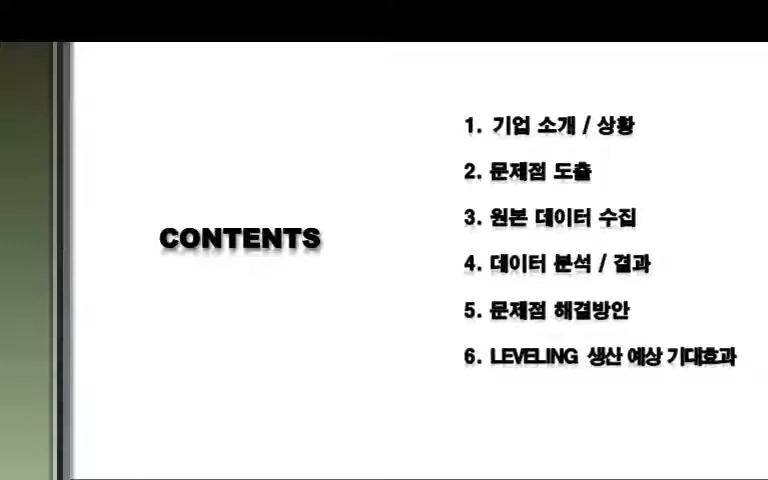 CONTENTS
1. 기업 소개 / 상황
2. 문제점 도출
3. 원본 데이터 수집
4. 데이터 분석 / 결과
5. 문제점 해결방안
6. LEVELING 생산 예상 기대효과